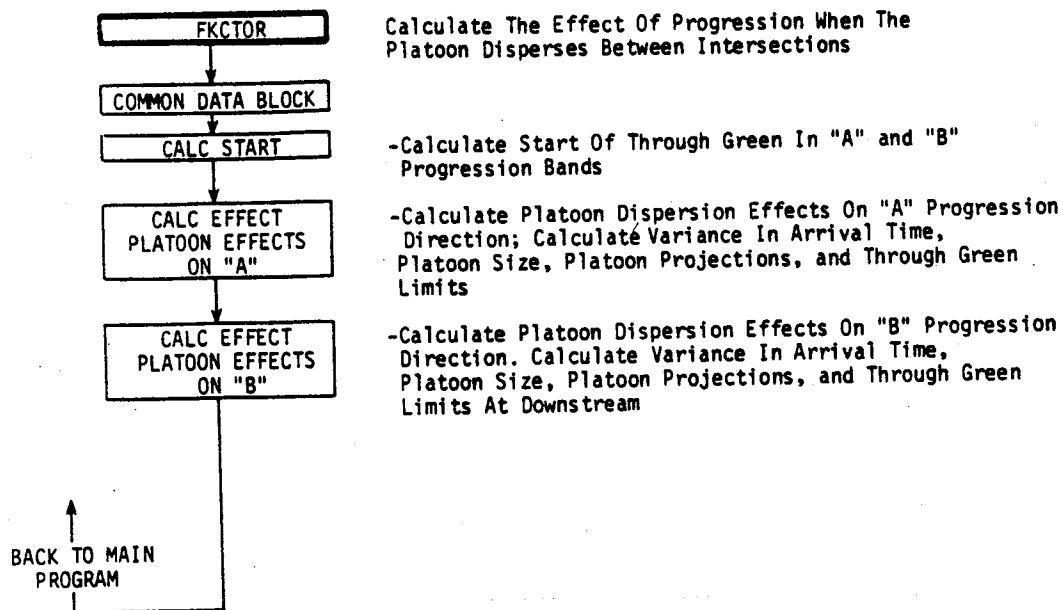 FKCTOR
Calculate The Effect Of Progression When The
Platoon Disperses Between Intersections
COMMON DATA BLOCK
CALC START
-Calculate Start Of Through Green In "A" and "B"
Progression Bands
CALC EFFECT
PLATOON EFFECTS
ON "A"
-Calculate Platoon Dispersion Effects On "A" Progression
Direction; Calculate Variance In Arrival Time,
Platoon Size, Platoon Projections, and Through Green
Limits
CALC EFFECT
PLATOON EFFECTS
ON "B"
-Calculate Platoon Dispersion Effects On "B" Progression
Direction. Calculate Variance In Arrival Time,
Platoon Size, Platoon Projections, and Through Green
Limits At Downstream
BACK TO MAIN
PROGRAM